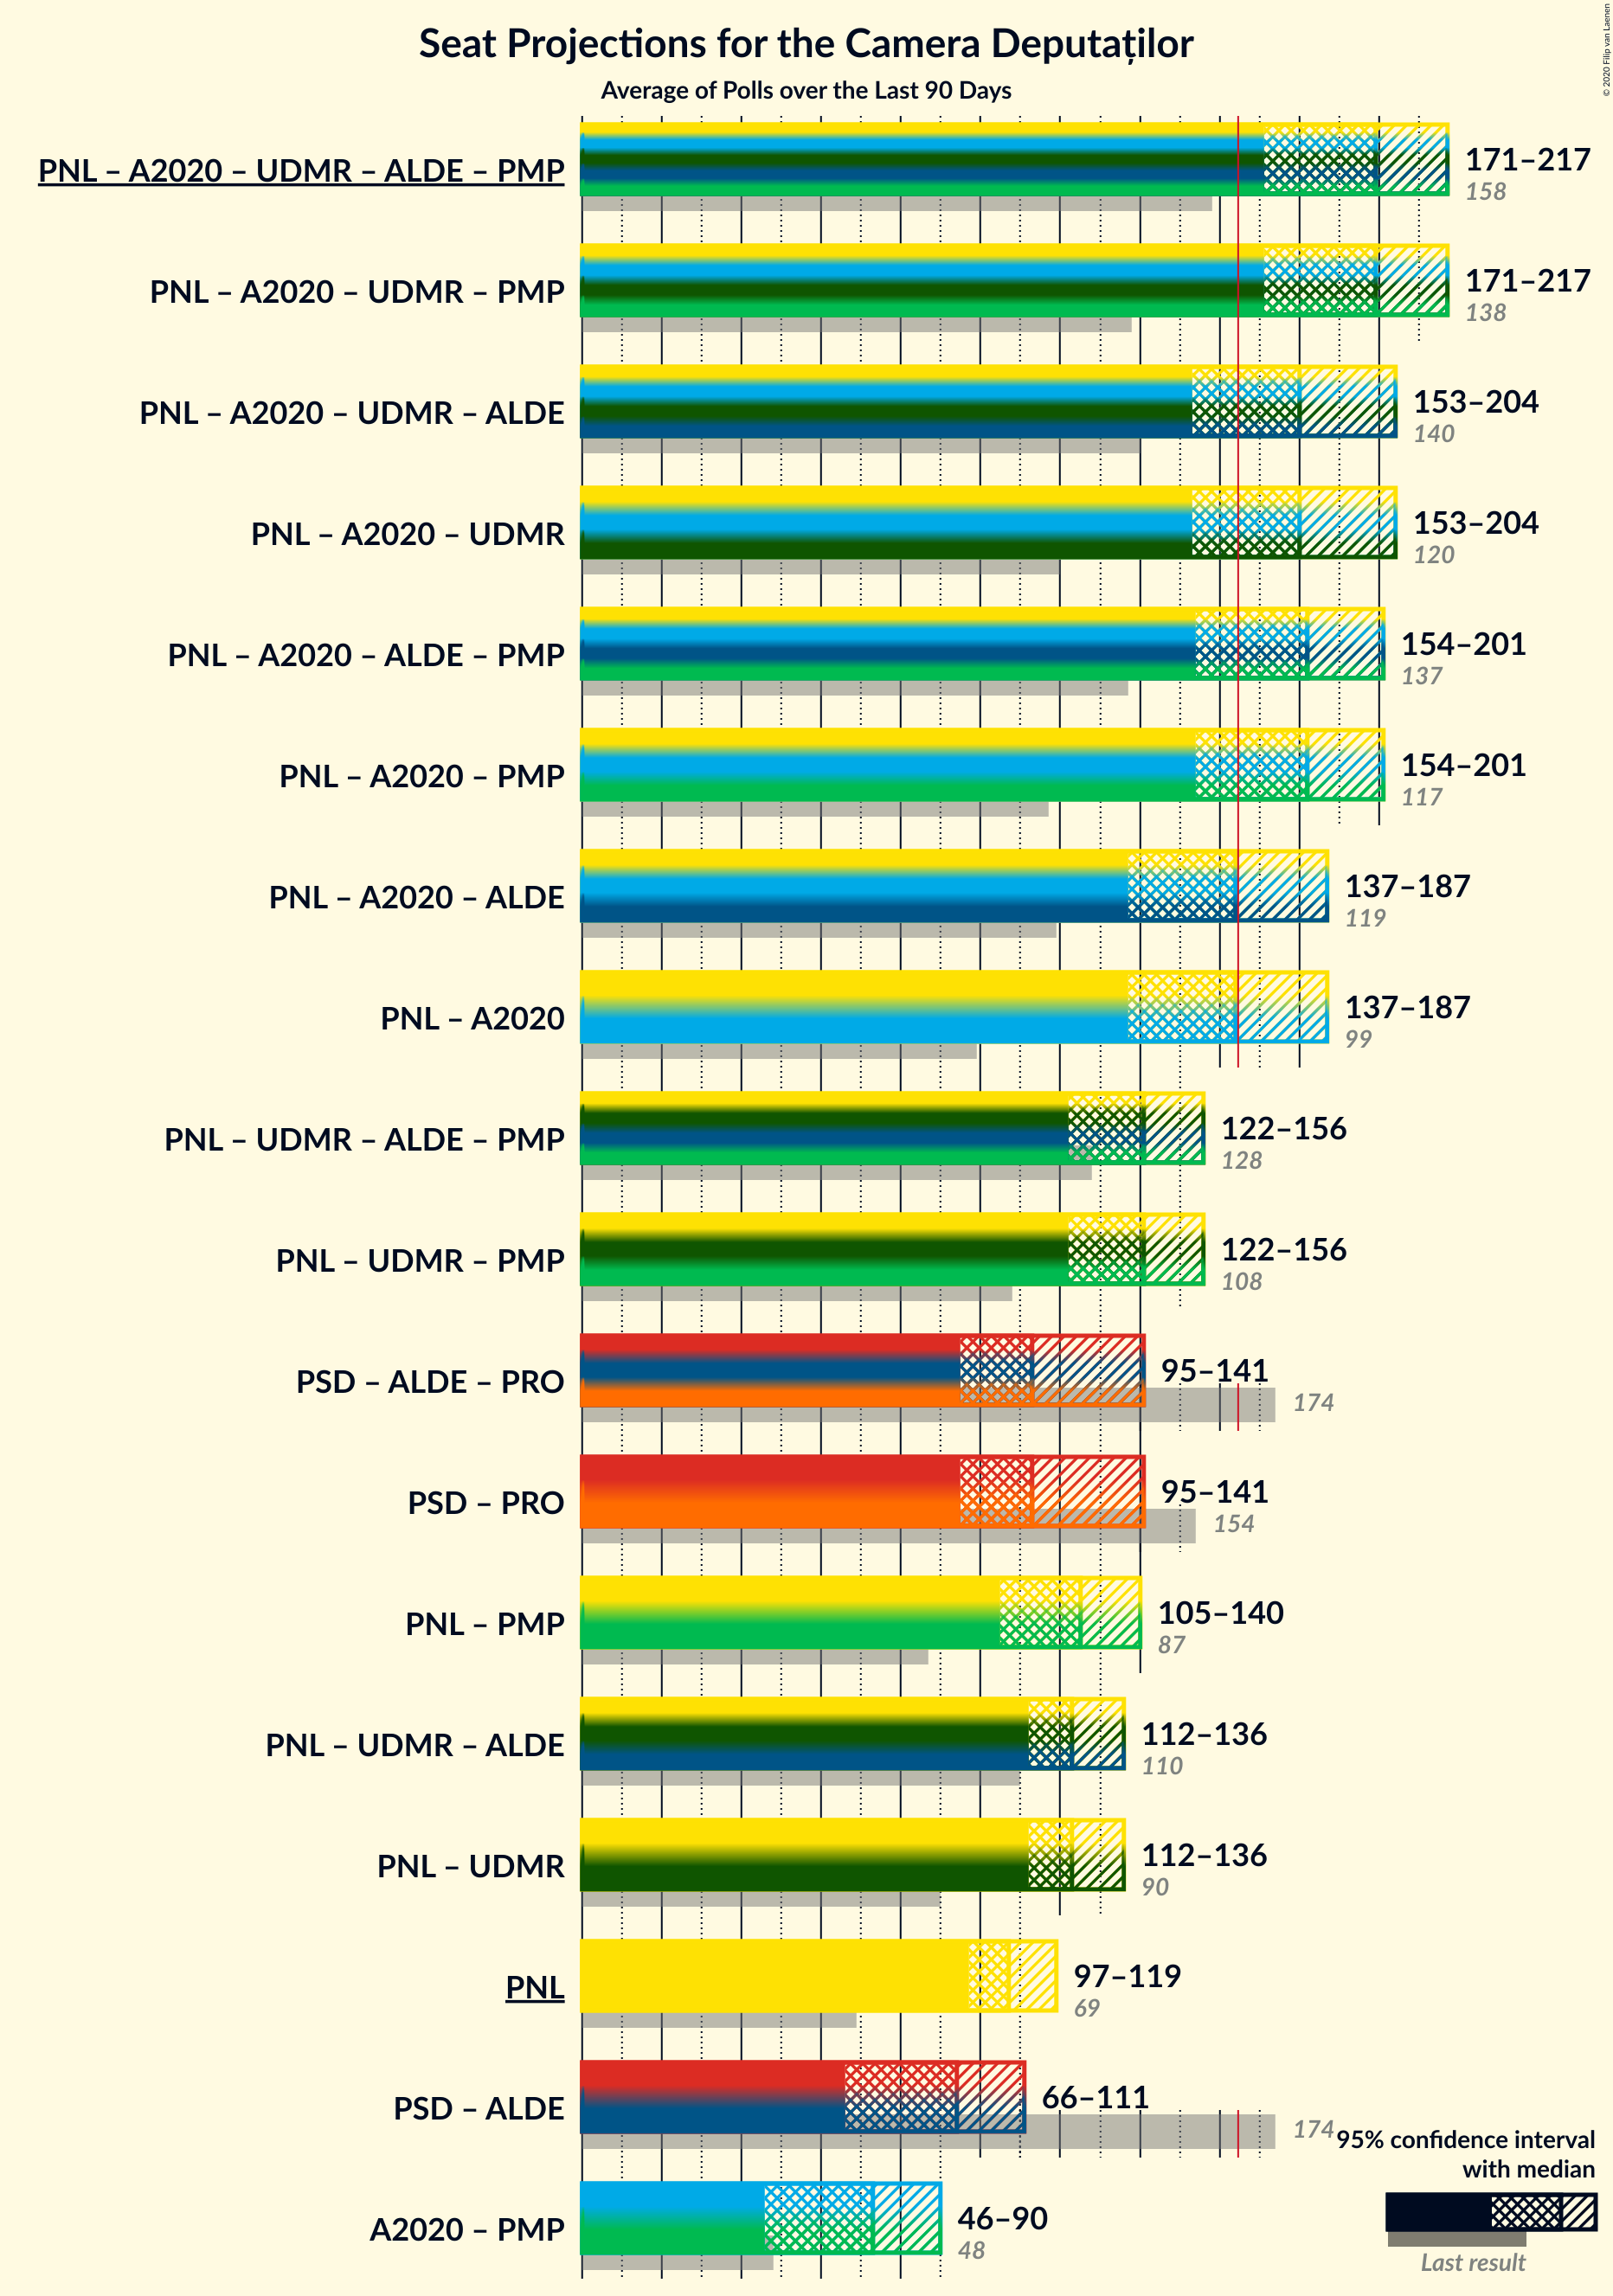 Seat Projections for the Camera Deputaților
Average of Polls over the Last 90 Days
© 2020 Filip van Laenen
PNL – A2020 – UDMR – ALDE – PMP
171–217
158
PNL – A2020 – UDMR – PMP
171–217
138
PNL – A2020 – UDMR – ALDE
153–204
140
PNL – A2020 – UDMR
153–204
120
PNL – A2020 – ALDE – PMP
154–201
137
PNL – A2020 – PMP
154–201
117
PNL – A2020 – ALDE
137–187
119
PNL – A2020
137–187
99
PNL – UDMR – ALDE – PMP
122–156
128
PNL – UDMR – PMP
122–156
108
PSD – ALDE – PRO
95–141
174
PSD – PRO
95–141
154
PNL – PMP
105–140
87
PNL – UDMR – ALDE
112–136
110
PNL – UDMR
112–136
90
PNL
97–119
69
PSD – ALDE
66–111
174
A2020 – PMP
46–90
48
95% confidence interval
with median
Last result